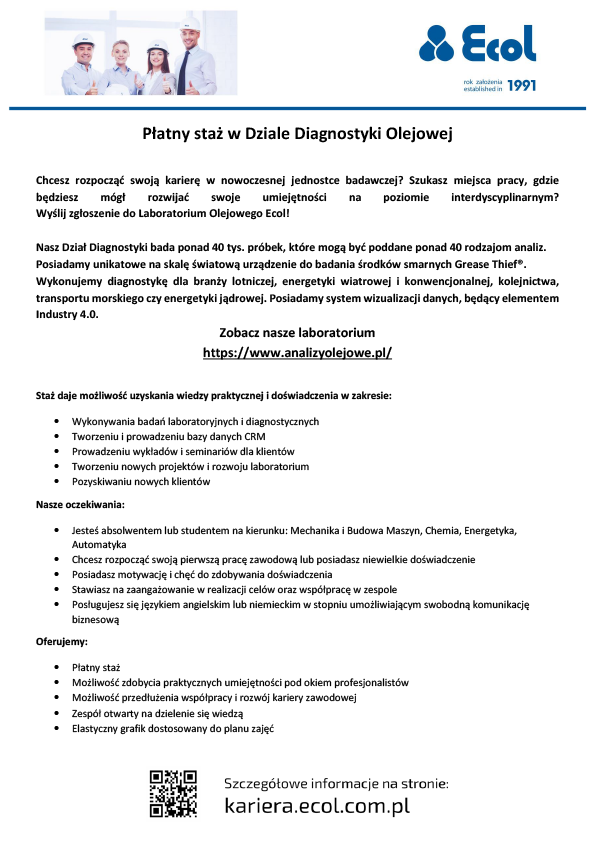 Ecol
rok założenia
established in 1991
Płatny staż w Dziale Diagnostyki Olejowej
Chcesz rozpocząć swoją karierę w nowoczesnej jednostce badawczej? Szukasz miejsca pracy, gdzie
będziesz mógł rozwijać swoje umiejętności na poziomie interdyscyplinarnym?
Wyślij zgłoszenie do Laboratorium Olejowego Ecol!
Nasz Dział Diagnostyki bada ponad 40 tys. próbek, które mogą być poddane ponad 40 rodzajom analiz.
Posiadamy unikatowe na skalę światową urządzenie do badania środków smarnych Grease Thief®.
Wykonujemy diagnostykę dla branży lotniczej, energetyki wiatrowej i konwencjonalnej, kolejnictwa,
transportu morskiego czy energetyki jądrowej. Posiadamy system wizualizacji danych, będący elementem
Industry 4.0.
Zobacz nasze laboratorium
https://www.analizyolejowe.pl/
Staż daje możliwość uzyskania wiedzy praktycznej i doświadczenia w zakresie:
• Wykonywania badań laboratoryjnych i diagnostycznych
• Tworzeniu i prowadzeniu bazy danych CRM
• Prowadzeniu wykładów i seminariów dla klientów
• Tworzeniu nowych projektów i rozwoju laboratorium
• Pozyskiwaniu nowych klientów
Nasze oczekiwania:
• Jesteś absolwentem lub studentem na kierunku: Mechanika i Budowa Maszyn, Chemia, Energetyka,
Automatyka
• Chcesz rozpocząć swoją pierwszą pracę zawodową lub posiadasz niewielkie doświadczenie
• Posiadasz motywację i chęć do zdobywania doświadczenia
• Stawiasz na zaangażowanie w realizacji celów oraz współpracę w zespole
• Posługujesz się językiem angielskim lub niemieckim w stopniu umożliwiającym swobodną komunikację
biznesową
Oferujemy:
• Płatny staż
• Możliwość zdobycia praktycznych umiejętności pod okiem profesjonalistów
• Możliwość przedłużenia współpracy i rozwój kariery zawodowej
• Zespół otwarty na dzielenie się wiedzą
• Elastyczny grafik dostosowany do planu zajęć
Szczegółowe informacje na stronie:
kariera.ecol.com.pl